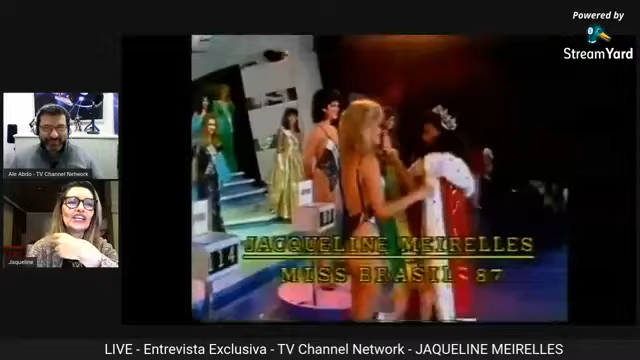 Powered by
StreamYard
Ale Abdo - TV Channel Network
Jaqueline
14
JACQUELINE MEIRELLES
MISS BRASIL 87
LIVE - Entrevista Exclusiva - TV Channel Network - JAQUELINE MEIRELLES